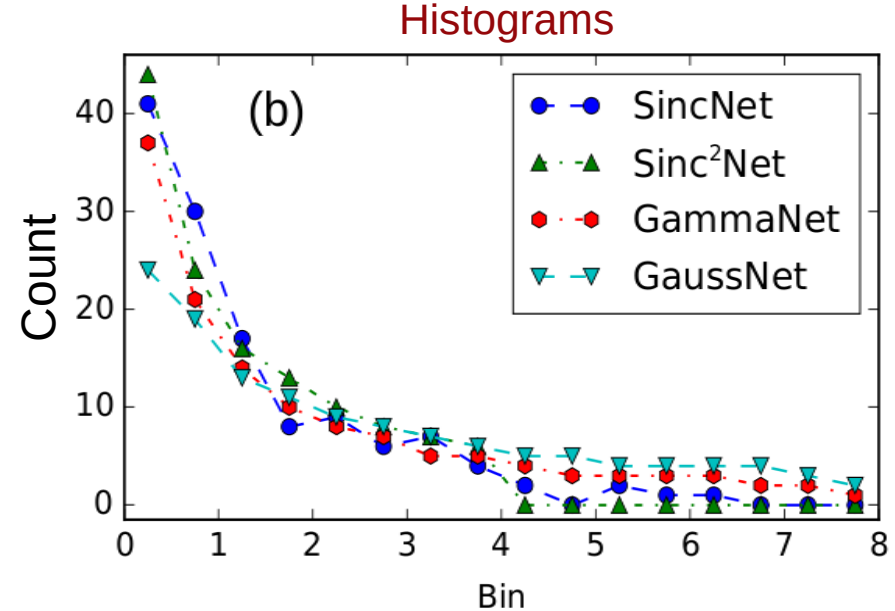 Histograms
(b)
SincNet
Sinc²Net
GammaNet
GaussNet
Count
40
30
20
10
0
0 1 2 3 4 5 6 7 8
Bin